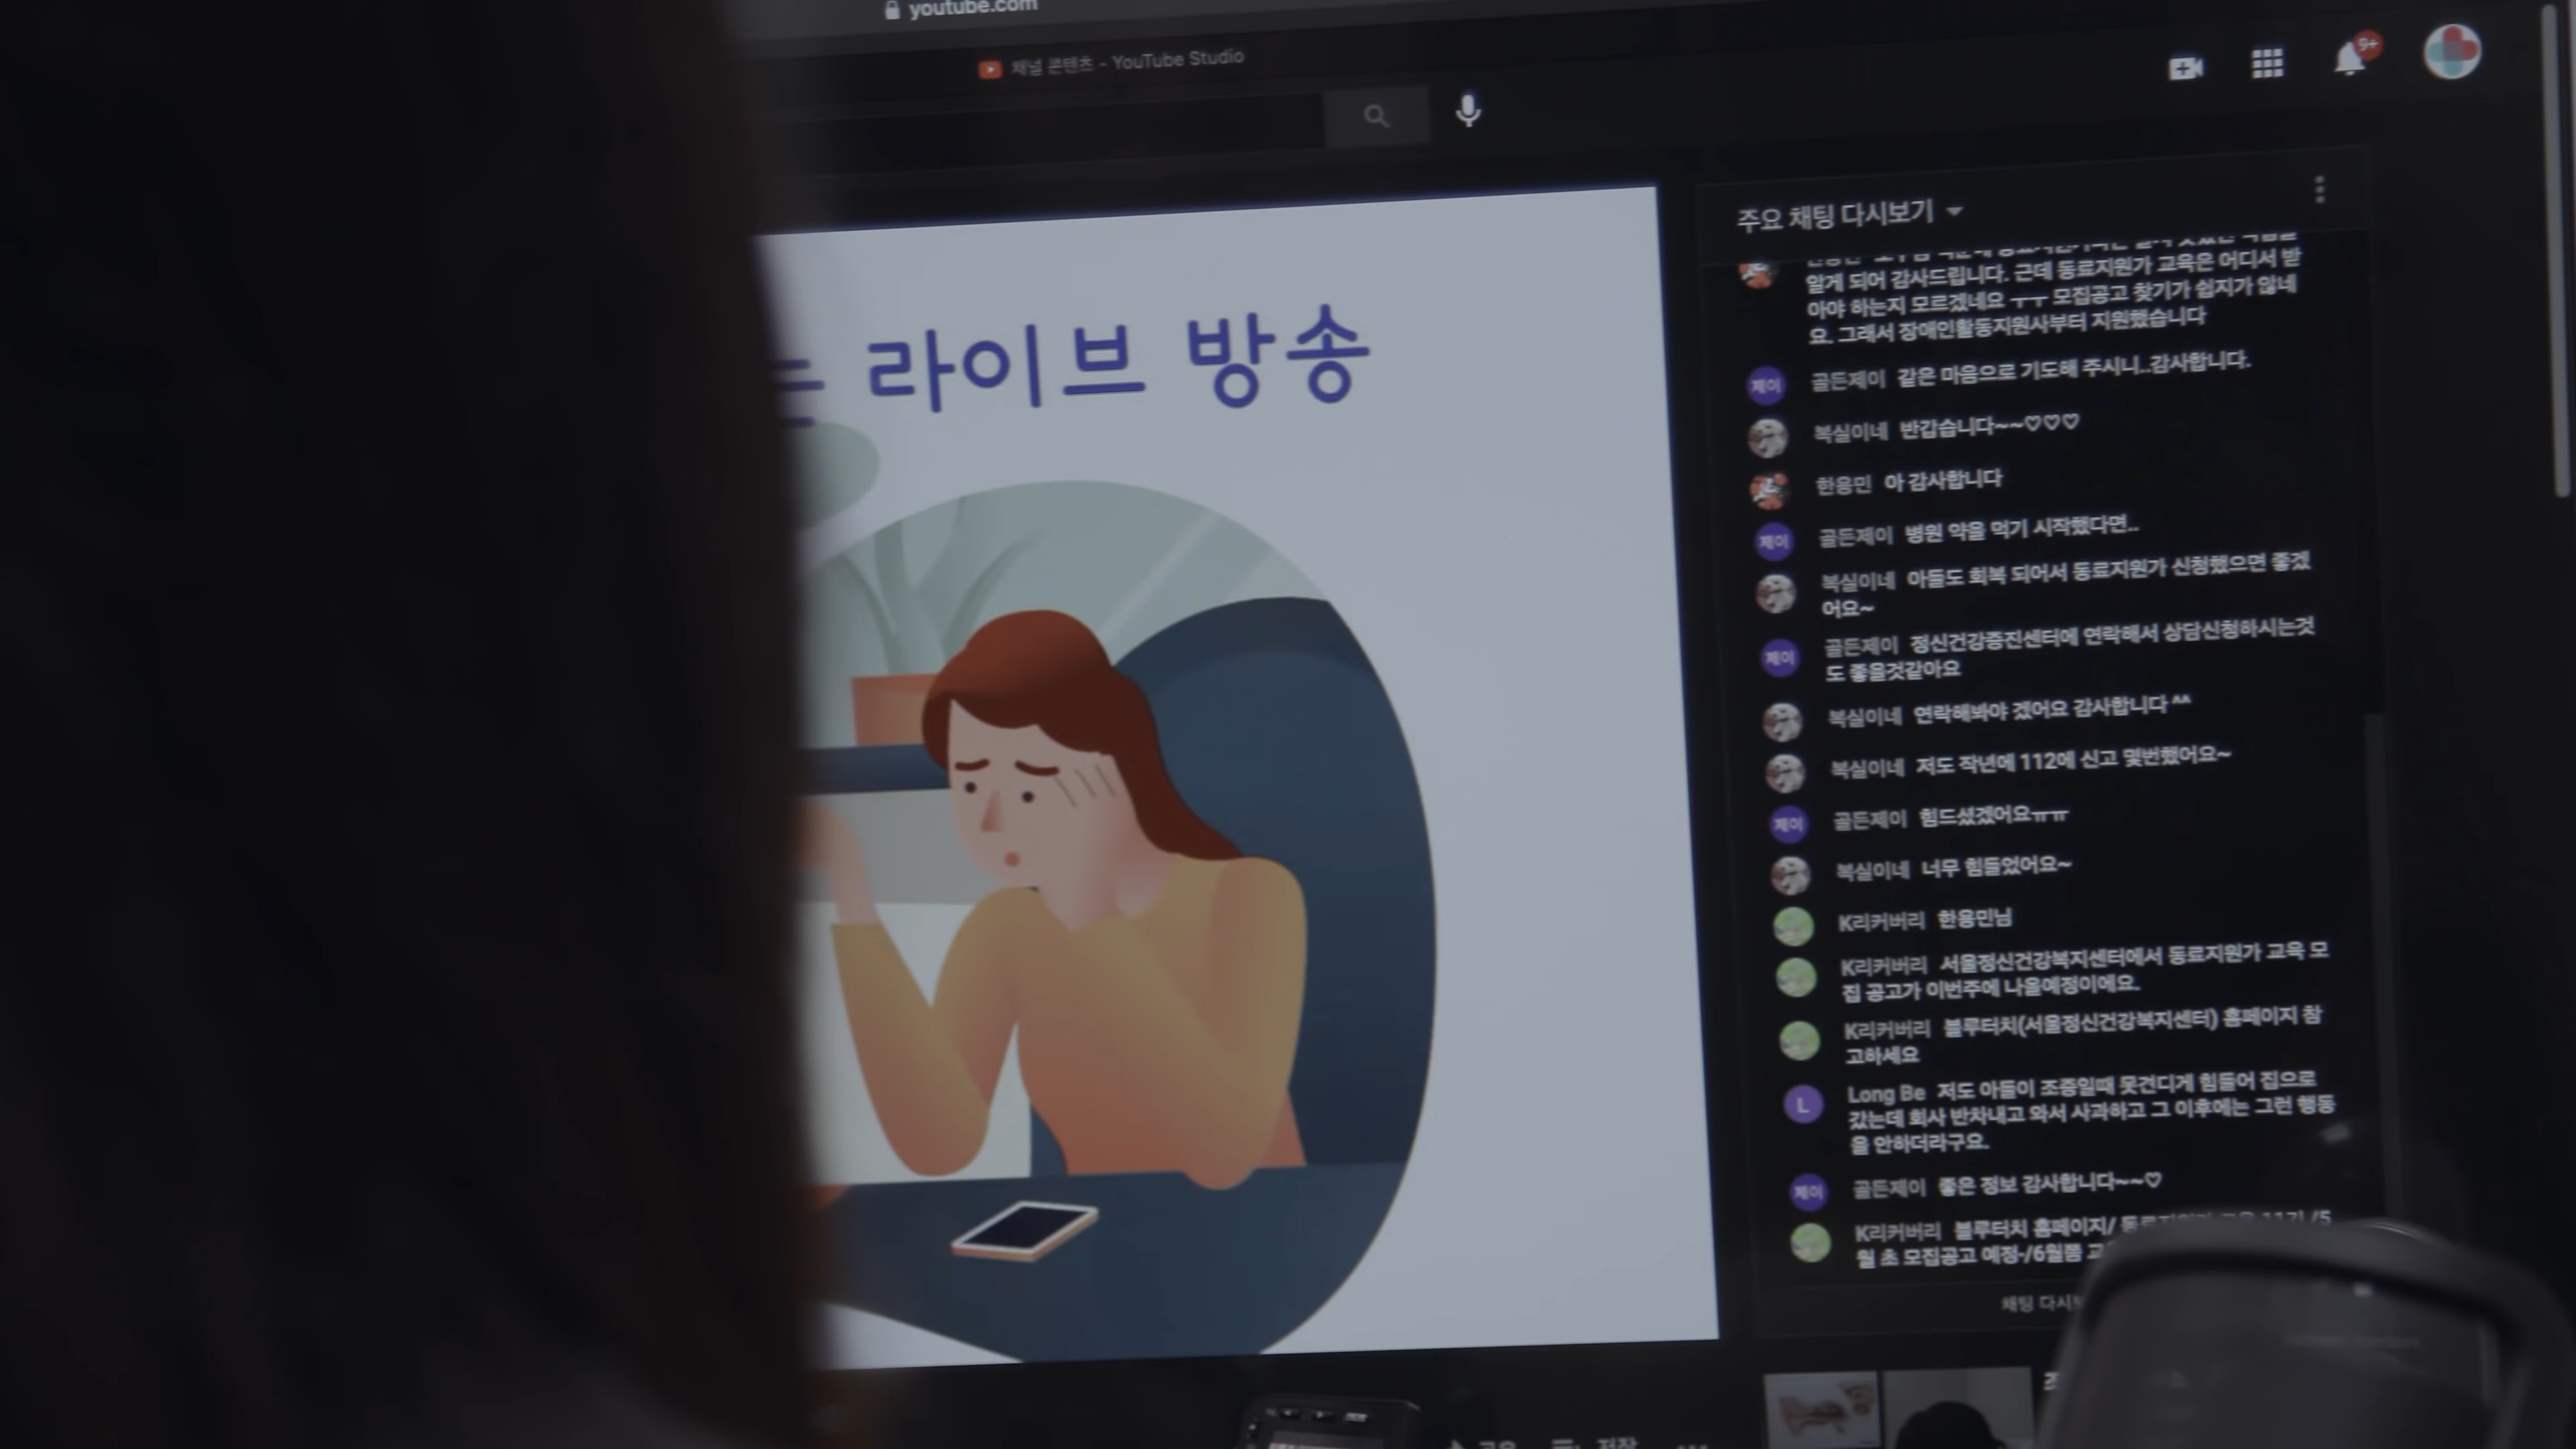 youtube.com
채널 콘텐츠 - YouTube Studio
9+
라이브 방송
주요 채팅 다시보기
알게 되어 감사드립니다. 근데 동료지원가 교육은 어디서 받
아야 하는지 모르겠네요 ㅜㅜ 모집공고 찾기가 쉽지가 않네
요. 그래서 장애인활동지원사부터 지원했습니다
제이 골든제이 같은 마음으로 기도해 주시니..감사합니다.
복실이네 반갑습니다~~♡♡♡
한용민 아 감사합니다
제이 골든제이 병원 약을 먹기 시작했다면..
복실이네 아들도 회복 되어서 동료지원가 신청했으면 좋겠
어요~
제이 골든제이 정신건강증진센터에 연락해서 상담신청하시는것
도 좋을것같아요
복실이네 연락해봐야 겠어요 감사합니다 ^^
복실이네 저도 작년에 112에 신고 몇번했어요~
제이 골든제이 힘드셨겠어요ㅠㅠ
복실이네 너무 힘들었어요~
K리커버리 한용민님
K리커버리 서울정신건강복지센터에서 동료지원가 교육 모
집 공고가 이번주에 나올예정이에요.
K리커버리 블루터치(서울정신건강복지센터) 홈페이지 참
고하세요
L Long Be 저도 아들이 조증일때 못견디게 힘들어 집으로
갔는데 회사 반차내고 와서 사과하고 그 이후에는 그런 행동
을 안하더라구요.
제이 골든제이 좋은 정보 감사합니다~~♡
K리커버리 블루터치 홈페이지/ 동료지원가 교육 11기 /5
월 초 모집공고 예정-/6월쯤
채팅
저장